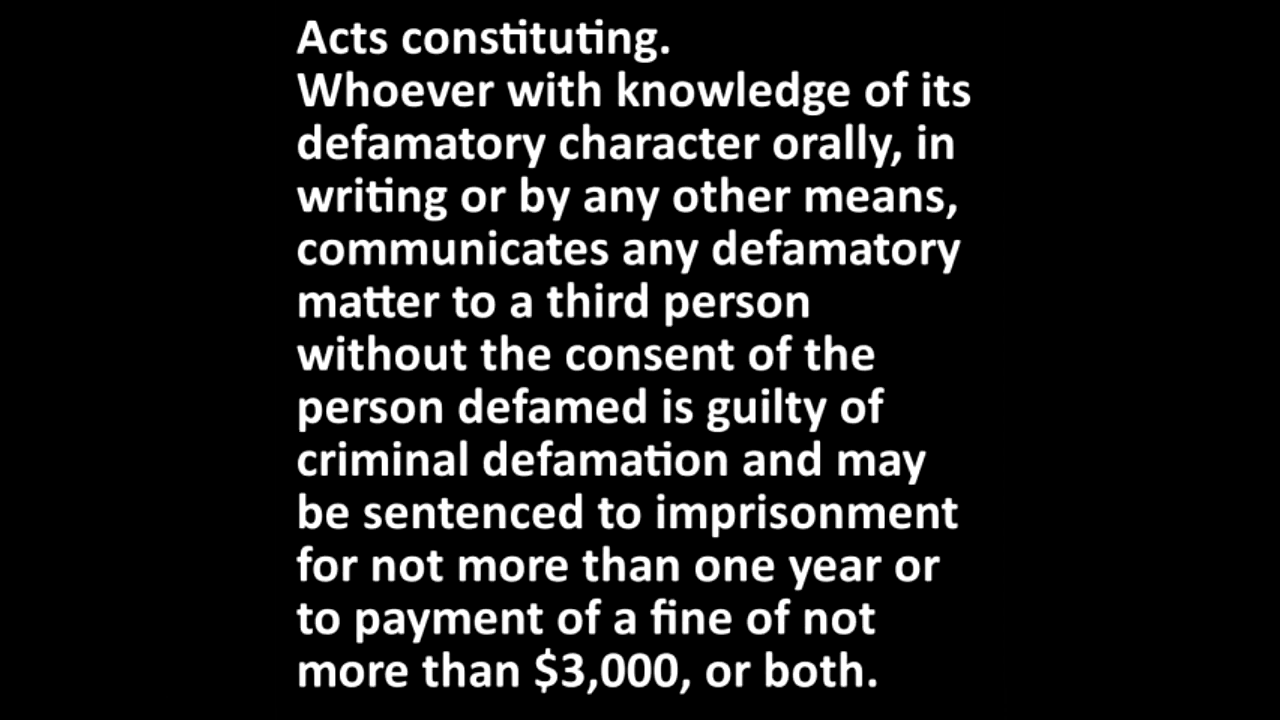 Acts constituting.
Whoever with knowledge of its
defamatory character orally, in
writing or by any other means,
communicates any defamatory
matter to a third person
without the consent of the
person defamed is guilty of
criminal defamation and may
be sentenced to imprisonment
for not more than one year or
to payment of a fine of not
more than $3,000, or both.